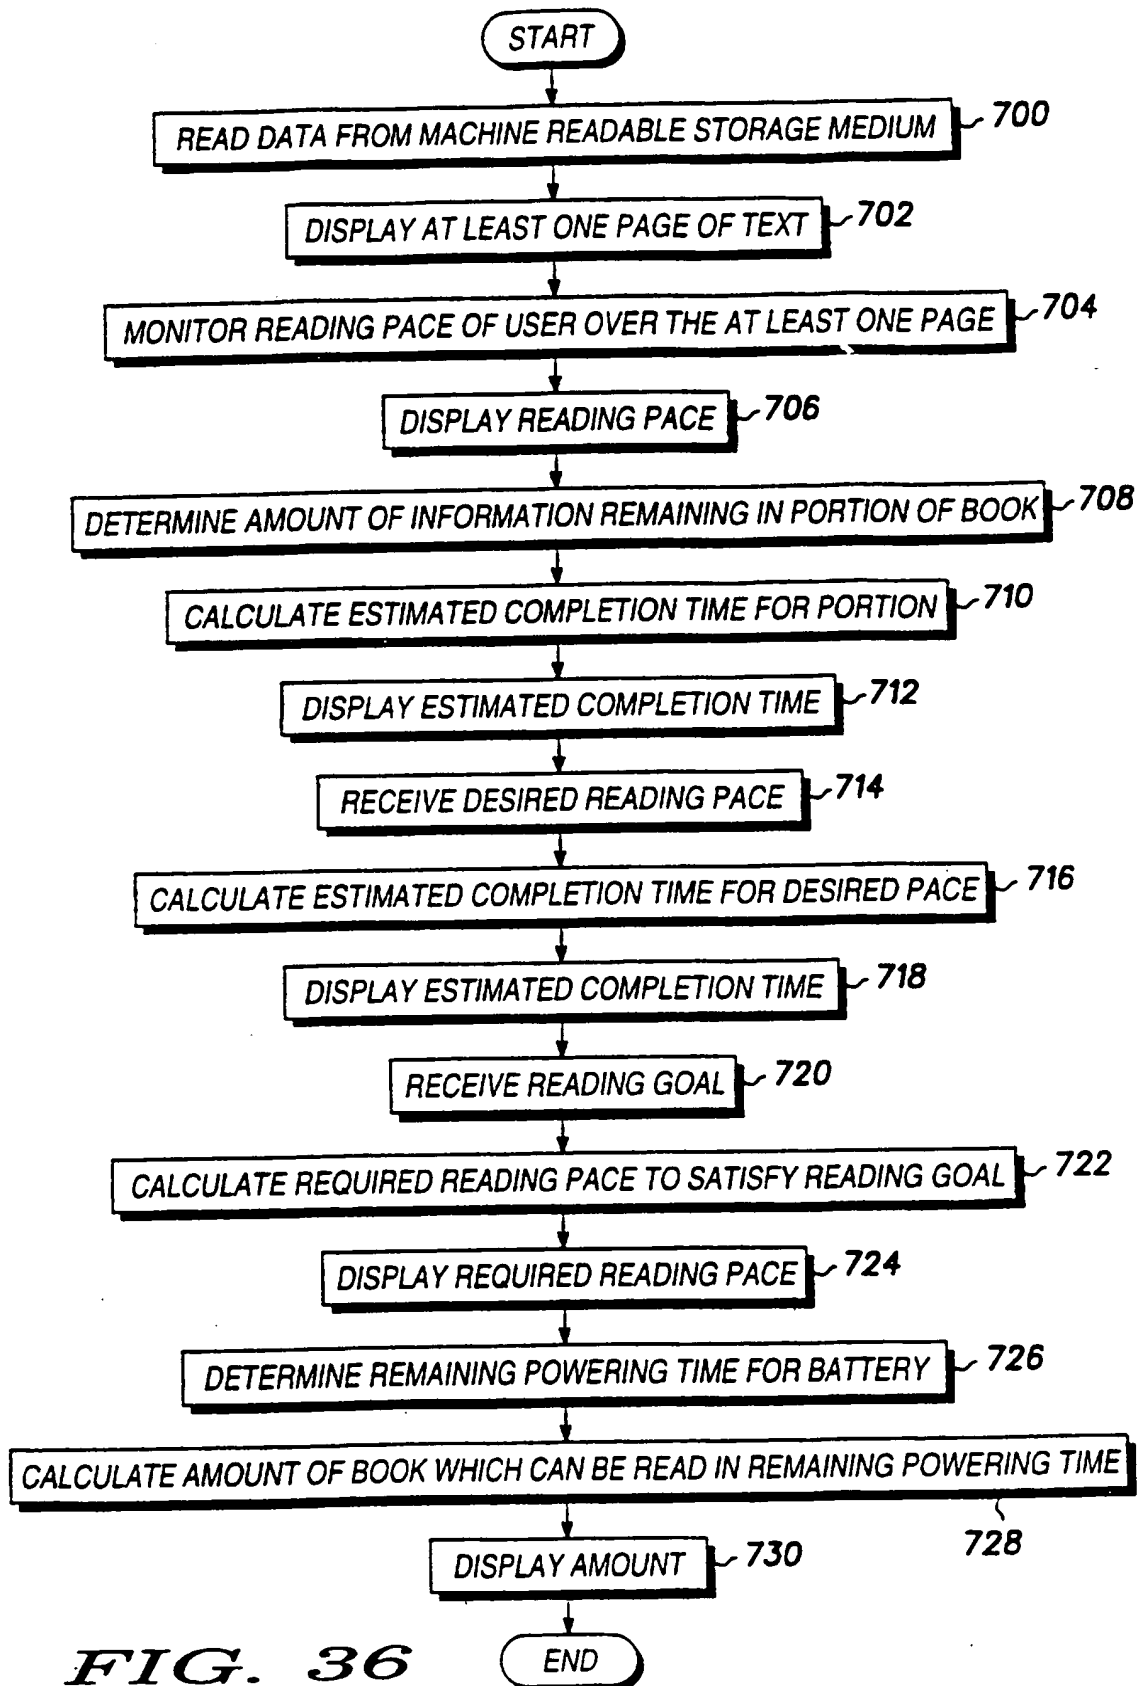 START
READ DATA FROM MACHINE READABLE STORAGE MEDIUM 700
DISPLAY AT LEAST ONE PAGE OF TEXT 702
MONITOR READING PACE OF USER OVER THE AT LEAST ONE PAGE 704
DISPLAY READING PACE 706
DETERMINE AMOUNT OF INFORMATION REMAINING IN PORTION OF BOOK 708
CALCULATE ESTIMATED COMPLETION TIME FOR PORTION 710
DISPLAY ESTIMATED COMPLETION TIME 712
RECEIVE DESIRED READING PACE 714
CALCULATE ESTIMATED COMPLETION TIME FOR DESIRED PACE 716
DISPLAY ESTIMATED COMPLETION TIME 718
RECEIVE READING GOAL 720
CALCULATE REQUIRED READING PACE TO SATISFY READING GOAL 722
DISPLAY REQUIRED READING PACE 724
DETERMINE REMAINING POWERING TIME FOR BATTERY 726
CALCULATE AMOUNT OF BOOK WHICH CAN BE READ IN REMAINING POWERING TIME
728
DISPLAY AMOUNT 730
END
FIG. 36